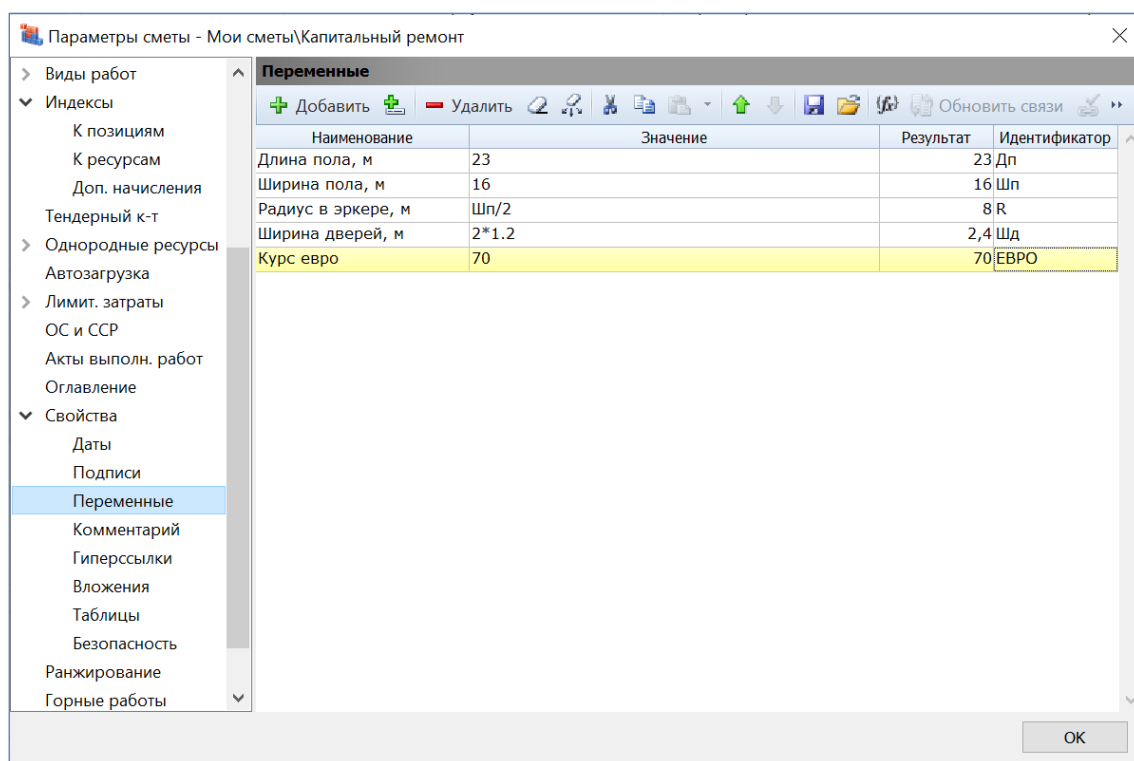 Параметры сметы - Мои сметы\Капитальный ремонт
Виды работ
Индексы
К позициям
К ресурсам
Доп. начисления
Тендерный к-т
Однородные ресурсы
Автозагрузка
Лимит. затраты
ОС и ССР
Акты выполн. работ
Оглавление
Свойства
Даты
Подписи
Переменные
Комментарий
Гиперссылки
Вложения
Таблицы
Безопасность
Ранжирование
Горные работы
Переменные
Добавить Удалить (fx) Обновить связи
Наименование Значение Результат Идентификатор
Длина пола, м 23 23 Дп
Ширина пола, м 16 16 Шп
Радиус в эркере, м Шп/2 8 R
Ширина дверей, м 2*1.2 2,4 Шд
Курс евро 70 70 ЕВРО
ОК